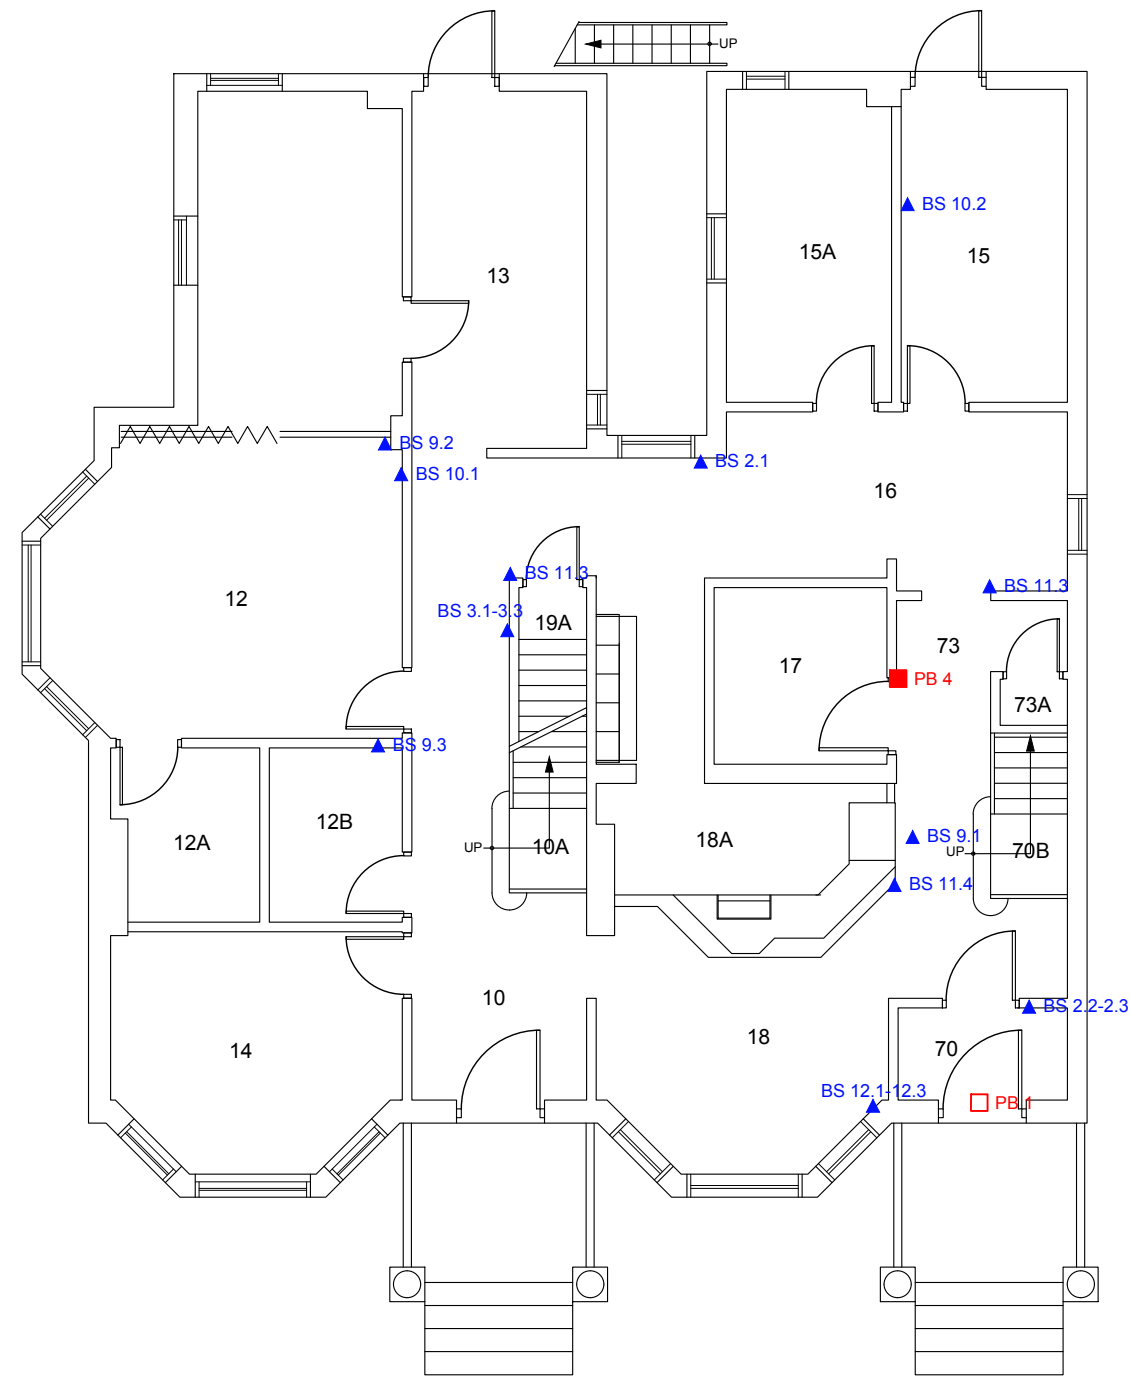 UP
BS 10.2
15A
15
13
BS 9.2
BS 2.1
BS 10.1
16
BS 11.3
BS 11.3
12
BS 3.1-3.3
19A
73
17
PB 4
73A
BS 9.3
12B
12A
18A
BS 9.1
UP
10A
UP
70B
BS 11.4
10
BS 2.2-2.3
18
70
14
BS 12.1-12.3
PB 1